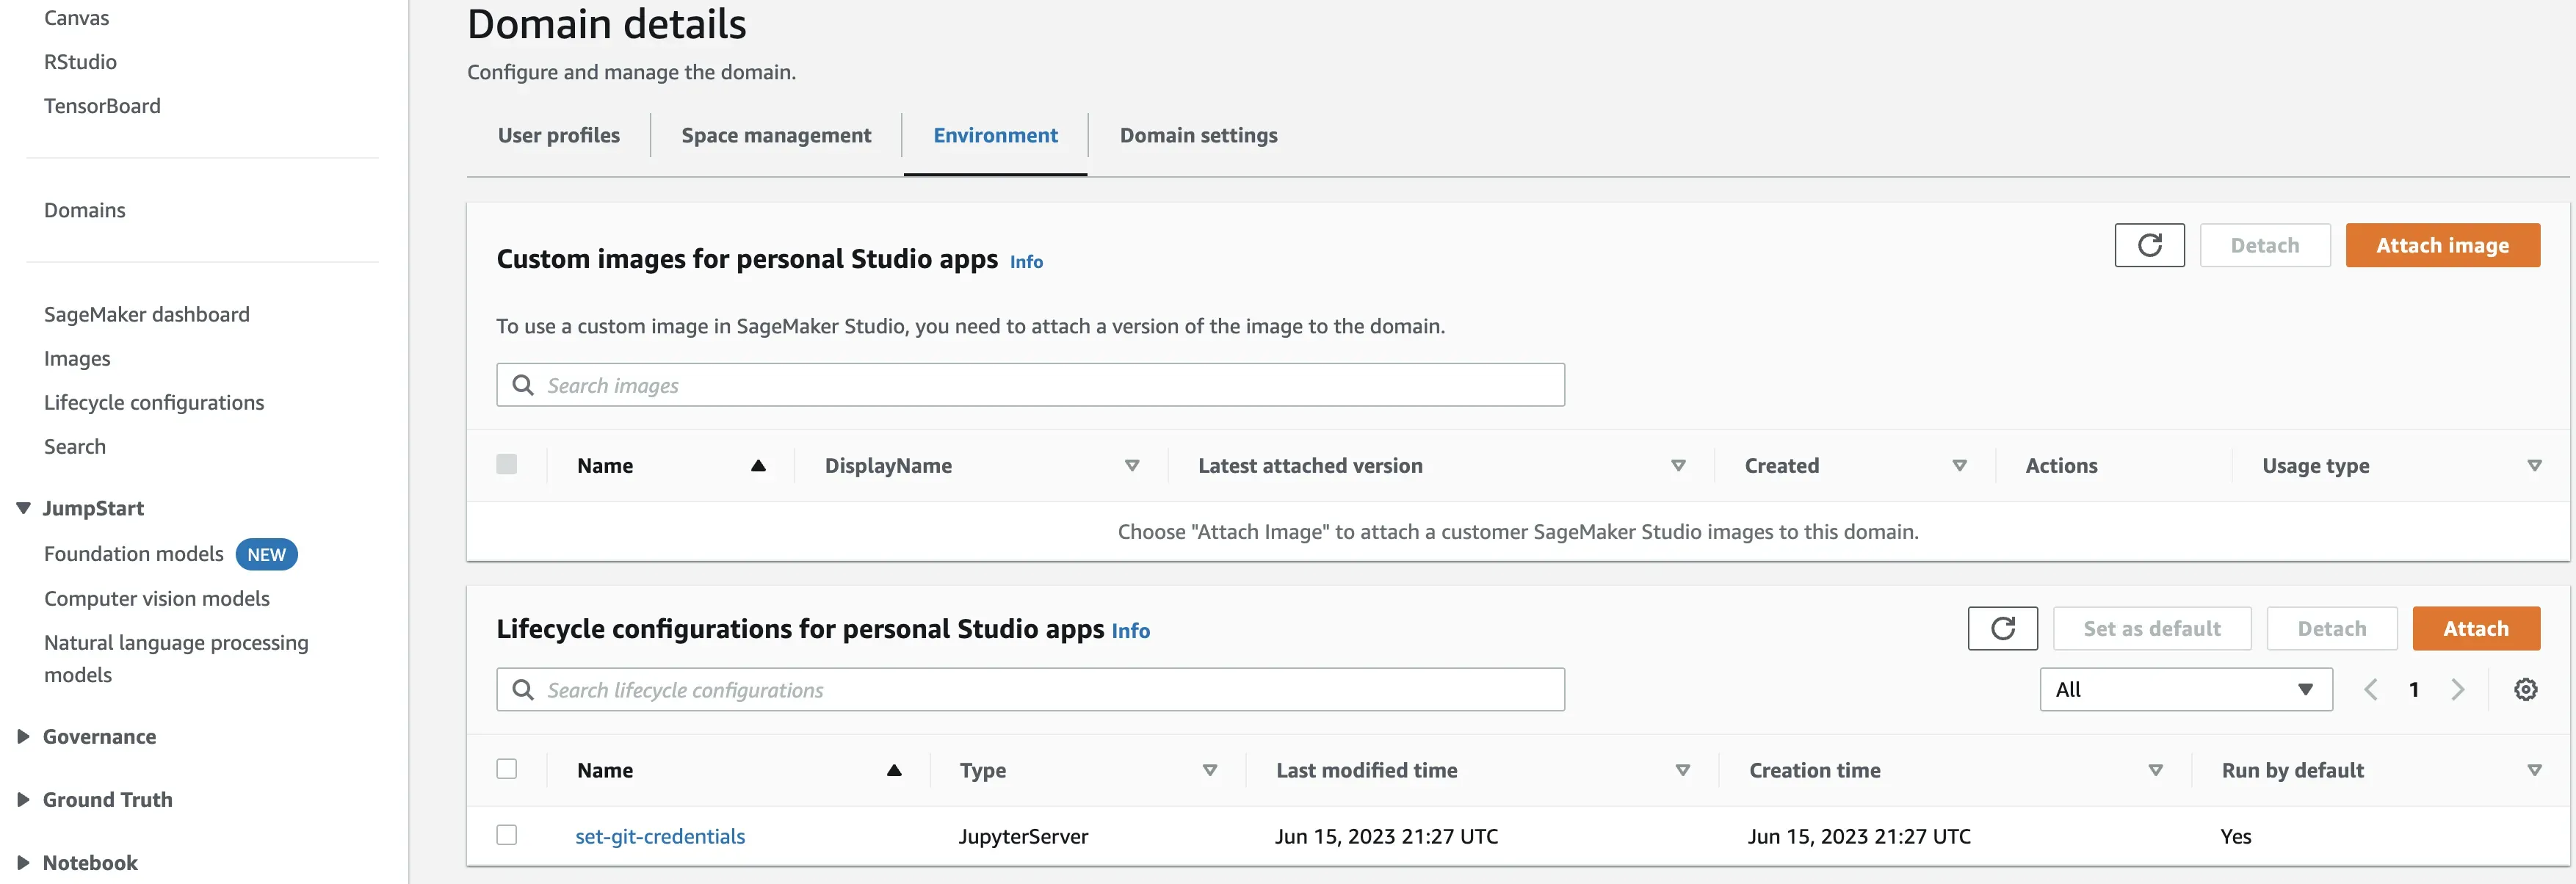 Canvas
RStudio
TensorBoard
Domains
SageMaker dashboard
Images
Lifecycle configurations
Search
JumpStart
Foundation models NEW
Computer vision models
Natural language processing
models
Governance
Ground Truth
Notebook
Domain details
Configure and manage the domain.
User profiles Space management Environment Domain settings
Custom images for personal Studio apps Info
Detach Attach image
To use a custom image in SageMaker Studio, you need to attach a version of the image to the domain.
Search images
Name DisplayName Latest attached version Created Actions Usage type
Choose "Attach Image" to attach a customer SageMaker Studio images to this domain.
Lifecycle configurations for personal Studio apps Info
Set as default Detach Attach
Search lifecycle configurations
All 1
Name Type Last modified time Creation time Run by default
set-git-credentials JupyterServer Jun 15, 2023 21:27 UTC Jun 15, 2023 21:27 UTC Yes